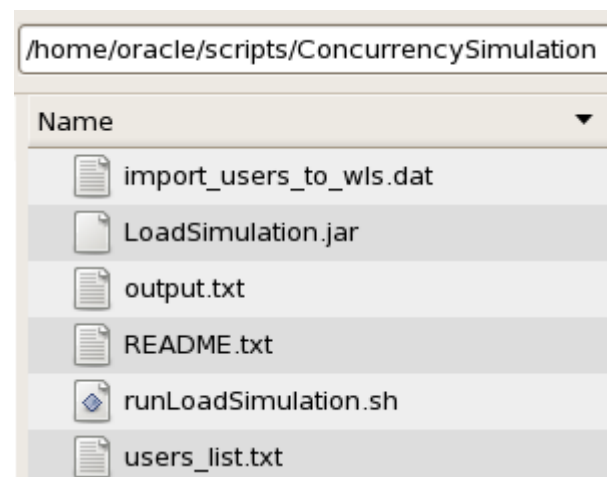 /home/oracle/scripts/ConcurrencySimulation
Name
import_users_to_wls.dat
LoadSimulation.jar
output.txt
README.txt
runLoadSimulation.sh
users_list.txt